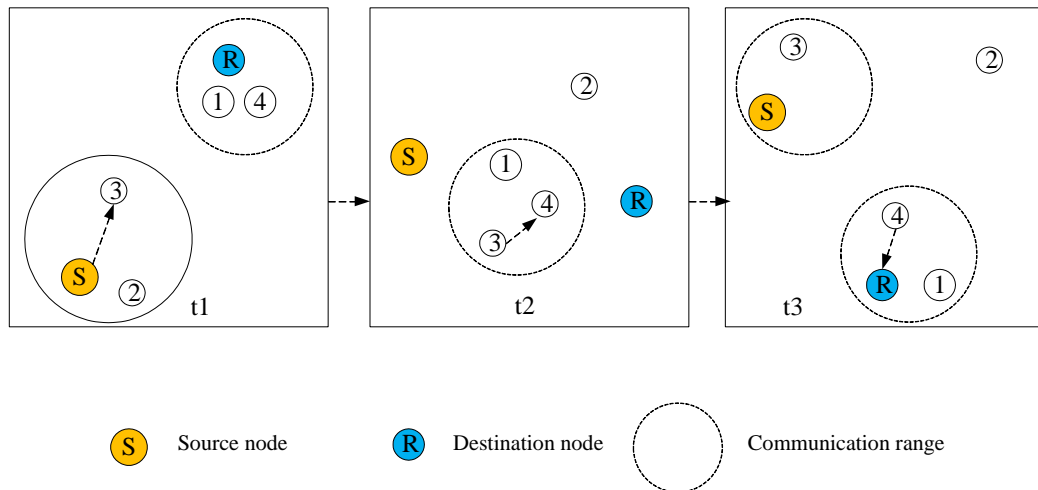 R
1 4
3
S
2
t1
2
1
S
4
R
3
t2
3
2
S
4
R 1
t3
S Source node
R Destination node
Communication range